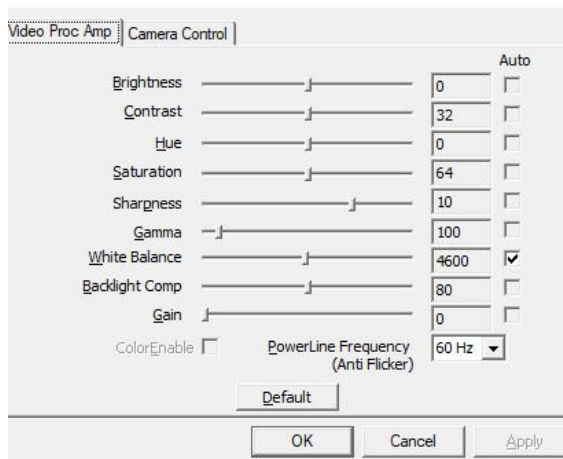 Video Proc Amp Camera Control
Auto
Brightness 0
Contrast 32
Hue 0
Saturation 64
Sharpness 10
Gamma 100
White Balance 4600
Backlight Comp 80
Gain 0
ColorEnable PowerLine Frequency 60 Hz
(Anti Flicker)
Default
OK Cancel Apply